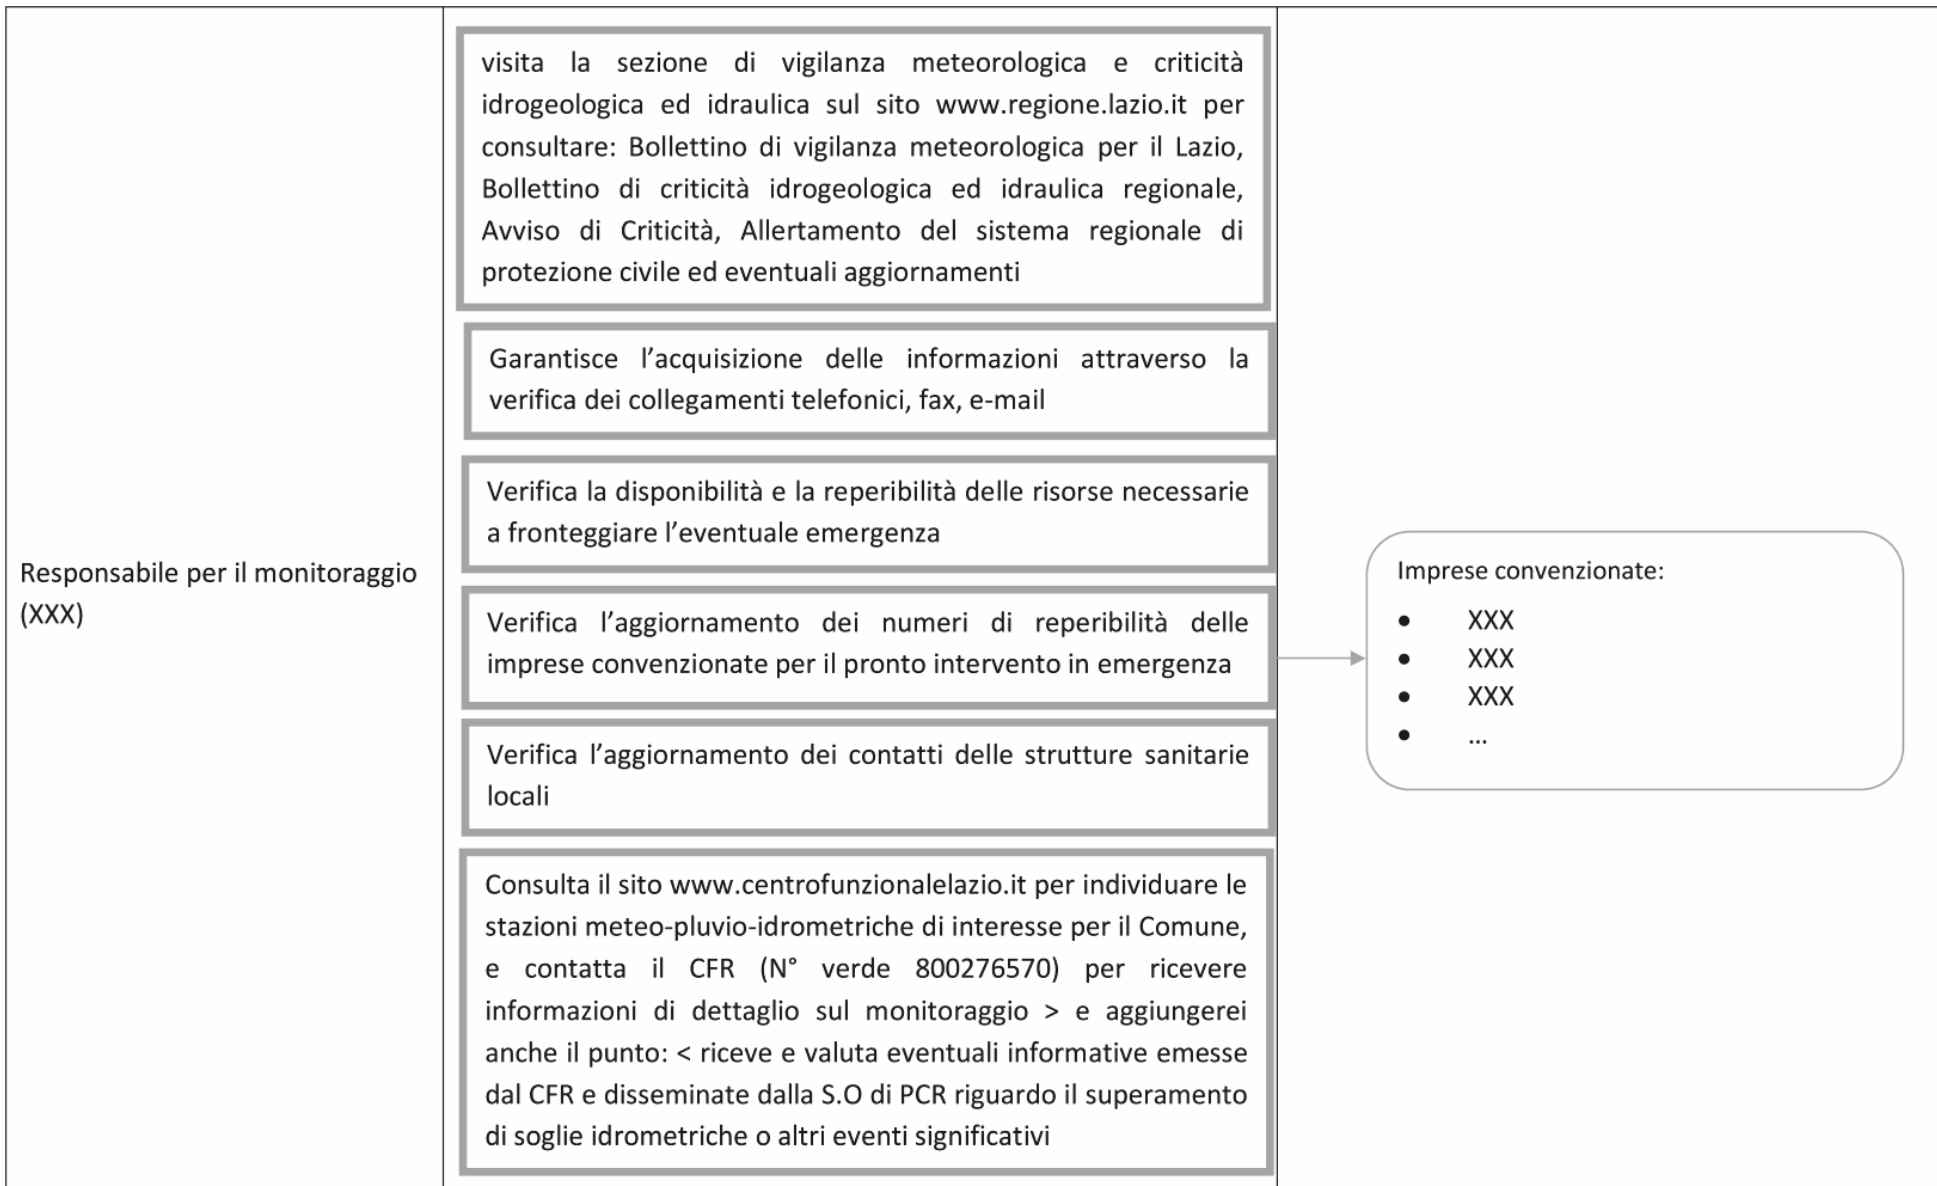 visita la sezione di vigilanza meteorologica e criticità
idrogeologica ed idraulica sul sito www.regione.lazio.it per
consultare: Bollettino di vigilanza meteorologica per il Lazio,
Bollettino di criticità idrogeologica ed idraulica regionale,
Avviso di Criticità, Allertamento del sistema regionale di
protezione civile ed eventuali aggiornamenti
Garantisce l’acquisizione delle informazioni attraverso la
verifica dei collegamenti telefonici, fax, e-mail
Verifica la disponibilità e la reperibilità delle risorse necessarie
a fronteggiare l’eventuale emergenza
Responsabile per il monitoraggio
(XXX)
Verifica l’aggiornamento dei numeri di reperibilità delle
imprese convenzionate per il pronto intervento in emergenza
Imprese convenzionate:
• XXX
• XXX
• XXX
• ...
Verifica l’aggiornamento dei contatti delle strutture sanitarie
locali
Consulta il sito www.centrofunzionalelazio.it per individuare le
stazioni meteo-pluvio-idrometriche di interesse per il Comune,
e contatta il CFR (N° verde 800276570) per ricevere
informazioni di dettaglio sul monitoraggio > e aggiungerei
anche il punto: < riceve e valuta eventuali informative emesse
dal CFR e disseminate dalla S.O di PCR riguardo il superamento
di soglie idrometriche o altri eventi significativi